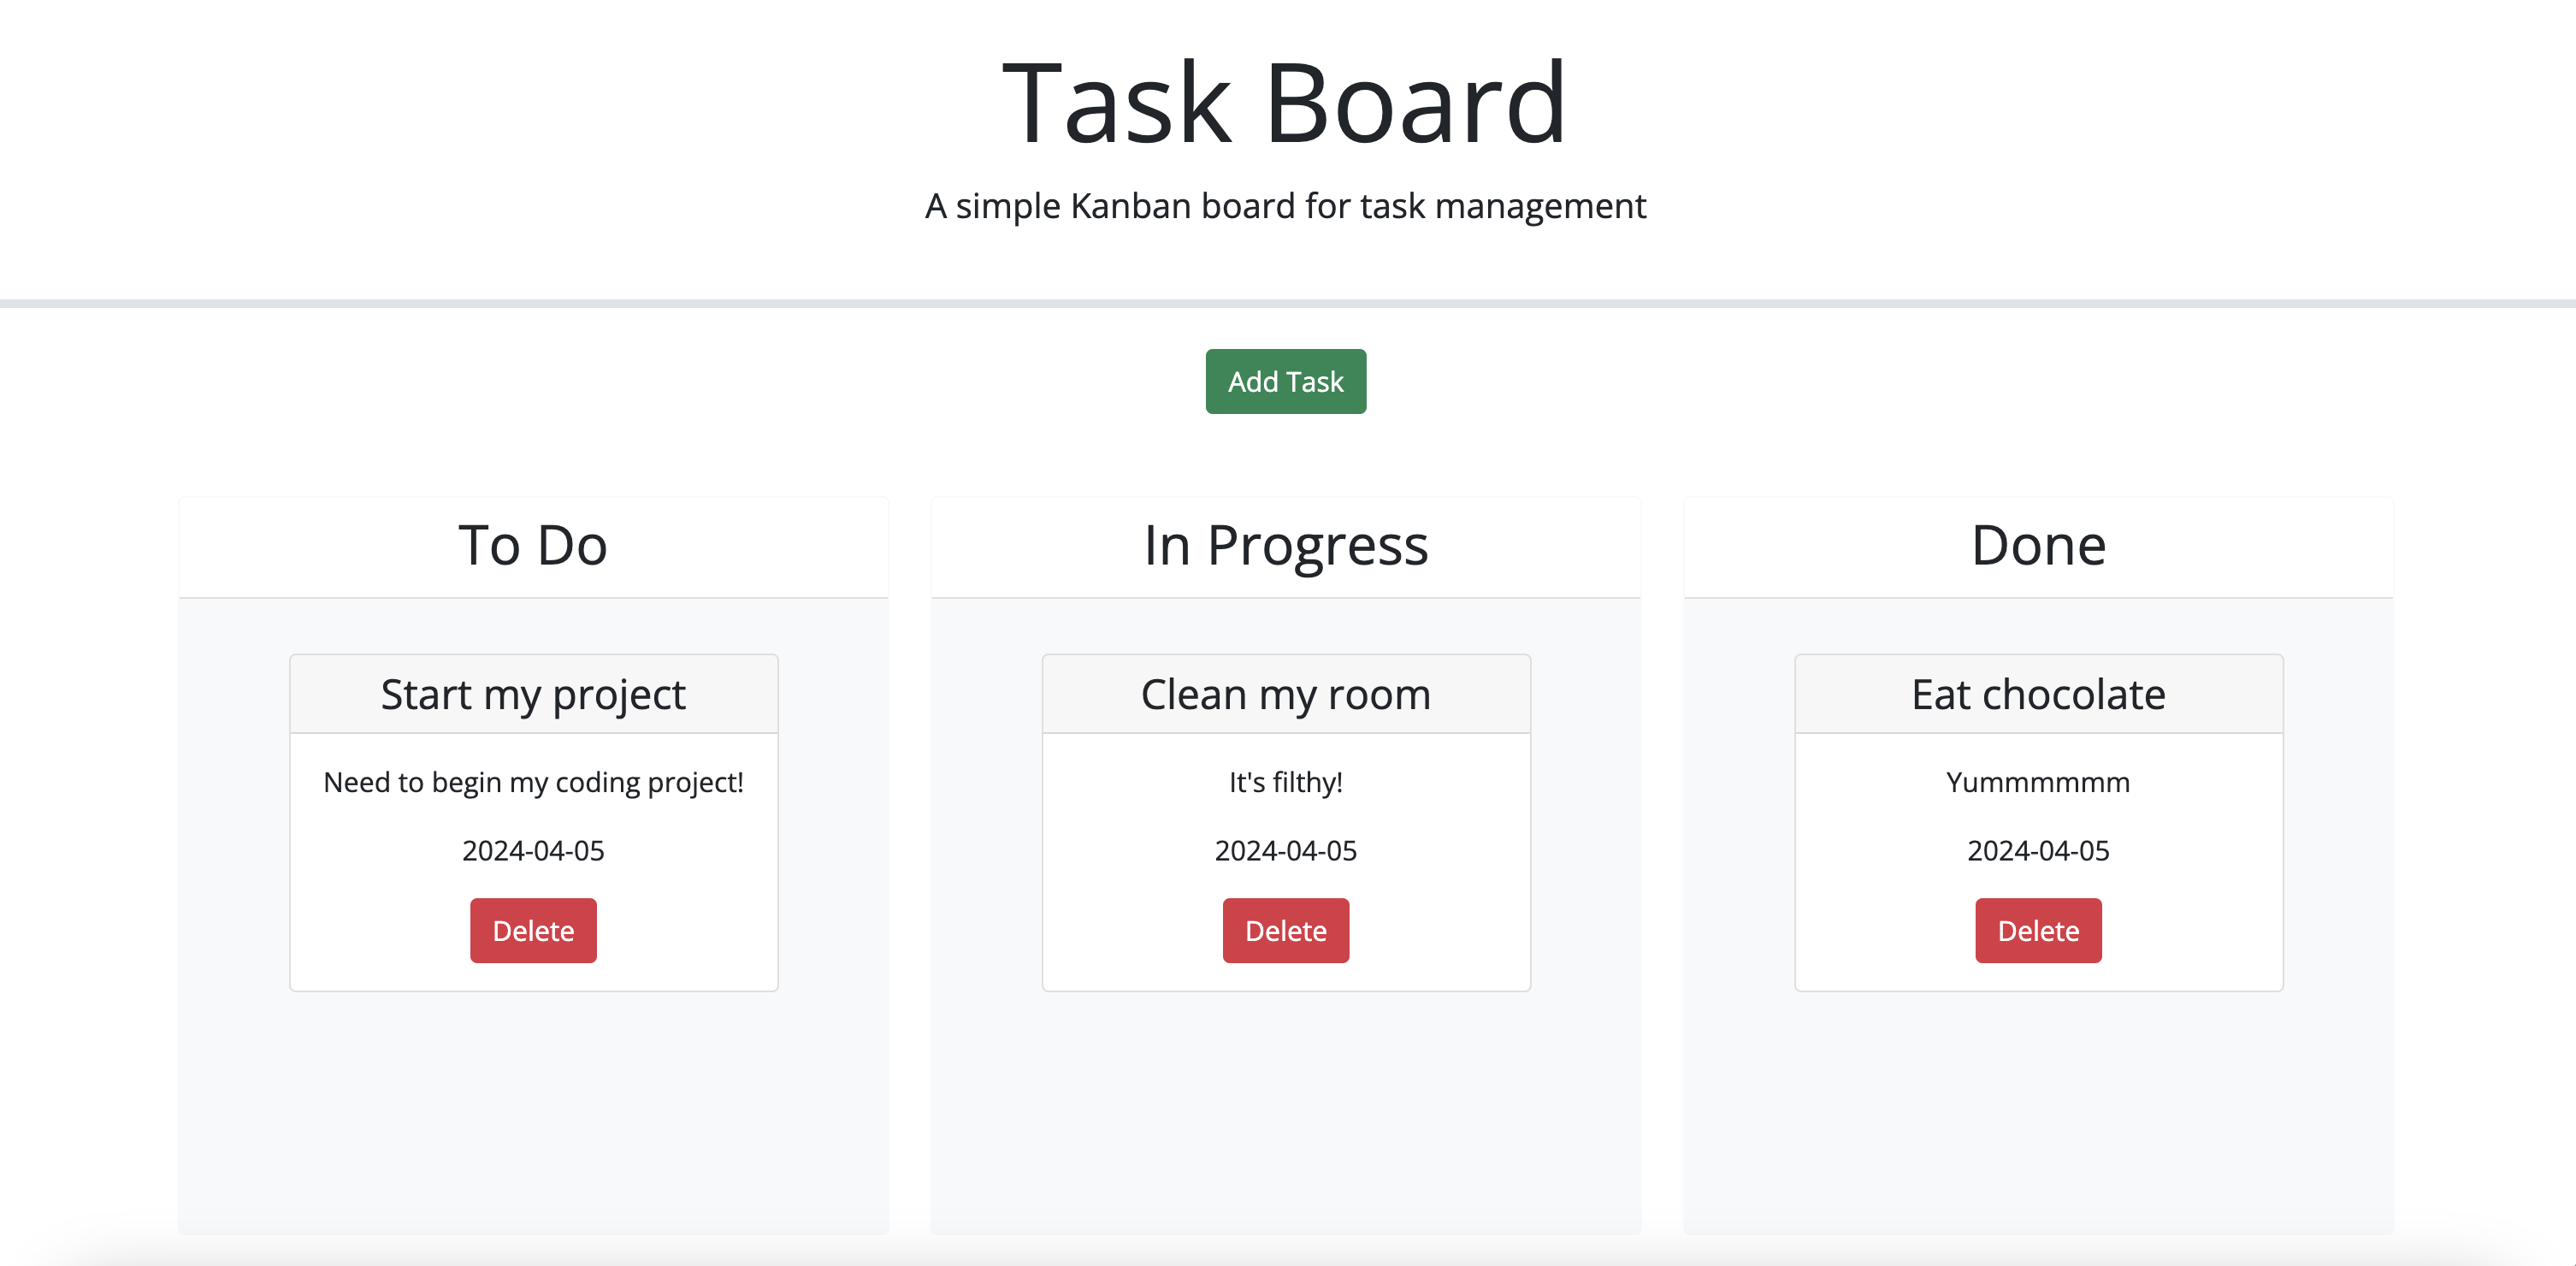 Task Board
A simple Kanban board for task management
Add Task
To Do
Start my project
Need to begin my coding project!
2024-04-05
Delete
In Progress
Clean my room
It's filthy!
2024-04-05
Delete
Done
Eat chocolate
Yummmmmm
2024-04-05
Delete